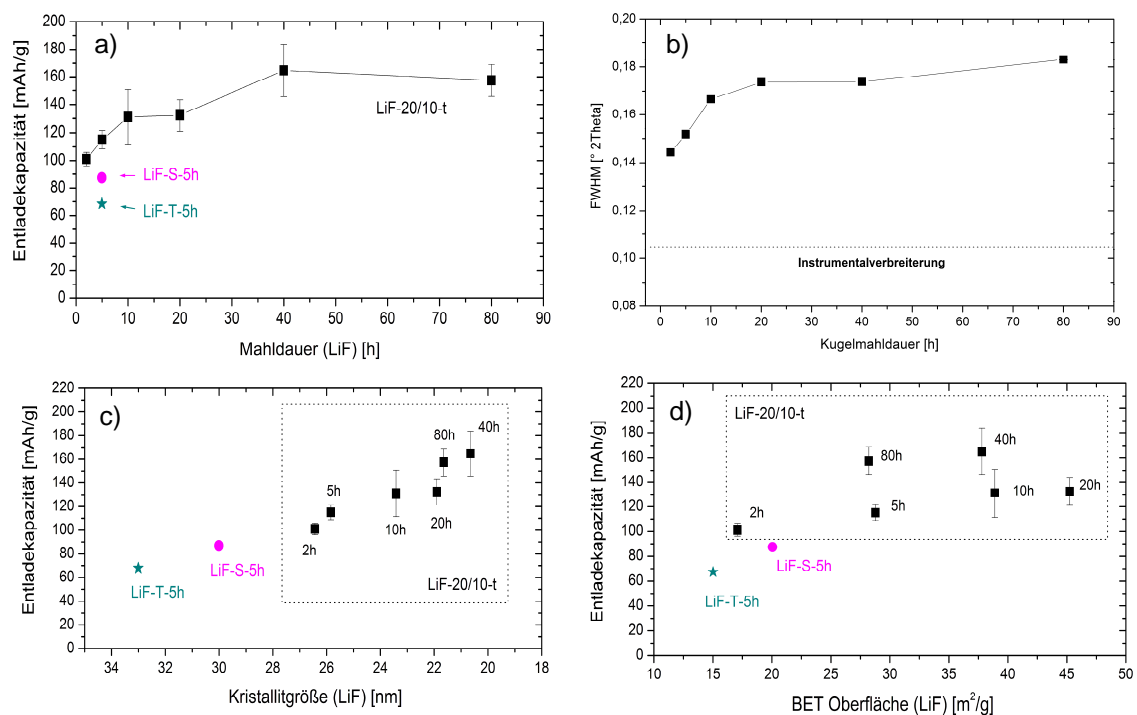 a)
Entladekapazität [mAh/g]
200
180
160
140
120
100
80
60
40
20
0
LiF-20/10-t
LiF-S-5h
LiF-T-5h
0 10 20 30 40 50 60 70 80 90
Mahldauer (LiF) [h]
b)
FWHM [° 2Theta]
0,20
0,18
0,16
0,14
0,12
0,10
0,08
Instrumentalverbreiterung
0 10 20 30 40 50 60 70 80 90
Kugelmahldauer [h]
c)
Entladekapazität [mAh/g]
220
200
180
160
140
120
100
80
60
40
20
0
40h
80h
5h
10h
20h
2h
LiF-S-5h
LiF-T-5h
LiF-20/10-t
34 32 30 28 26 24 22 20 18
Kristallitgröße (LiF) [nm]
d)
Entladekapazität [mAh/g]
220
200
180
160
140
120
100
80
60
40
20
0
LiF-20/10-t
40h
80h
20h
10h
5h
2h
LiF-S-5h
LiF-T-5h
10 15 20 25 30 35 40 45 50
BET Oberfläche (LiF) [m²/g]